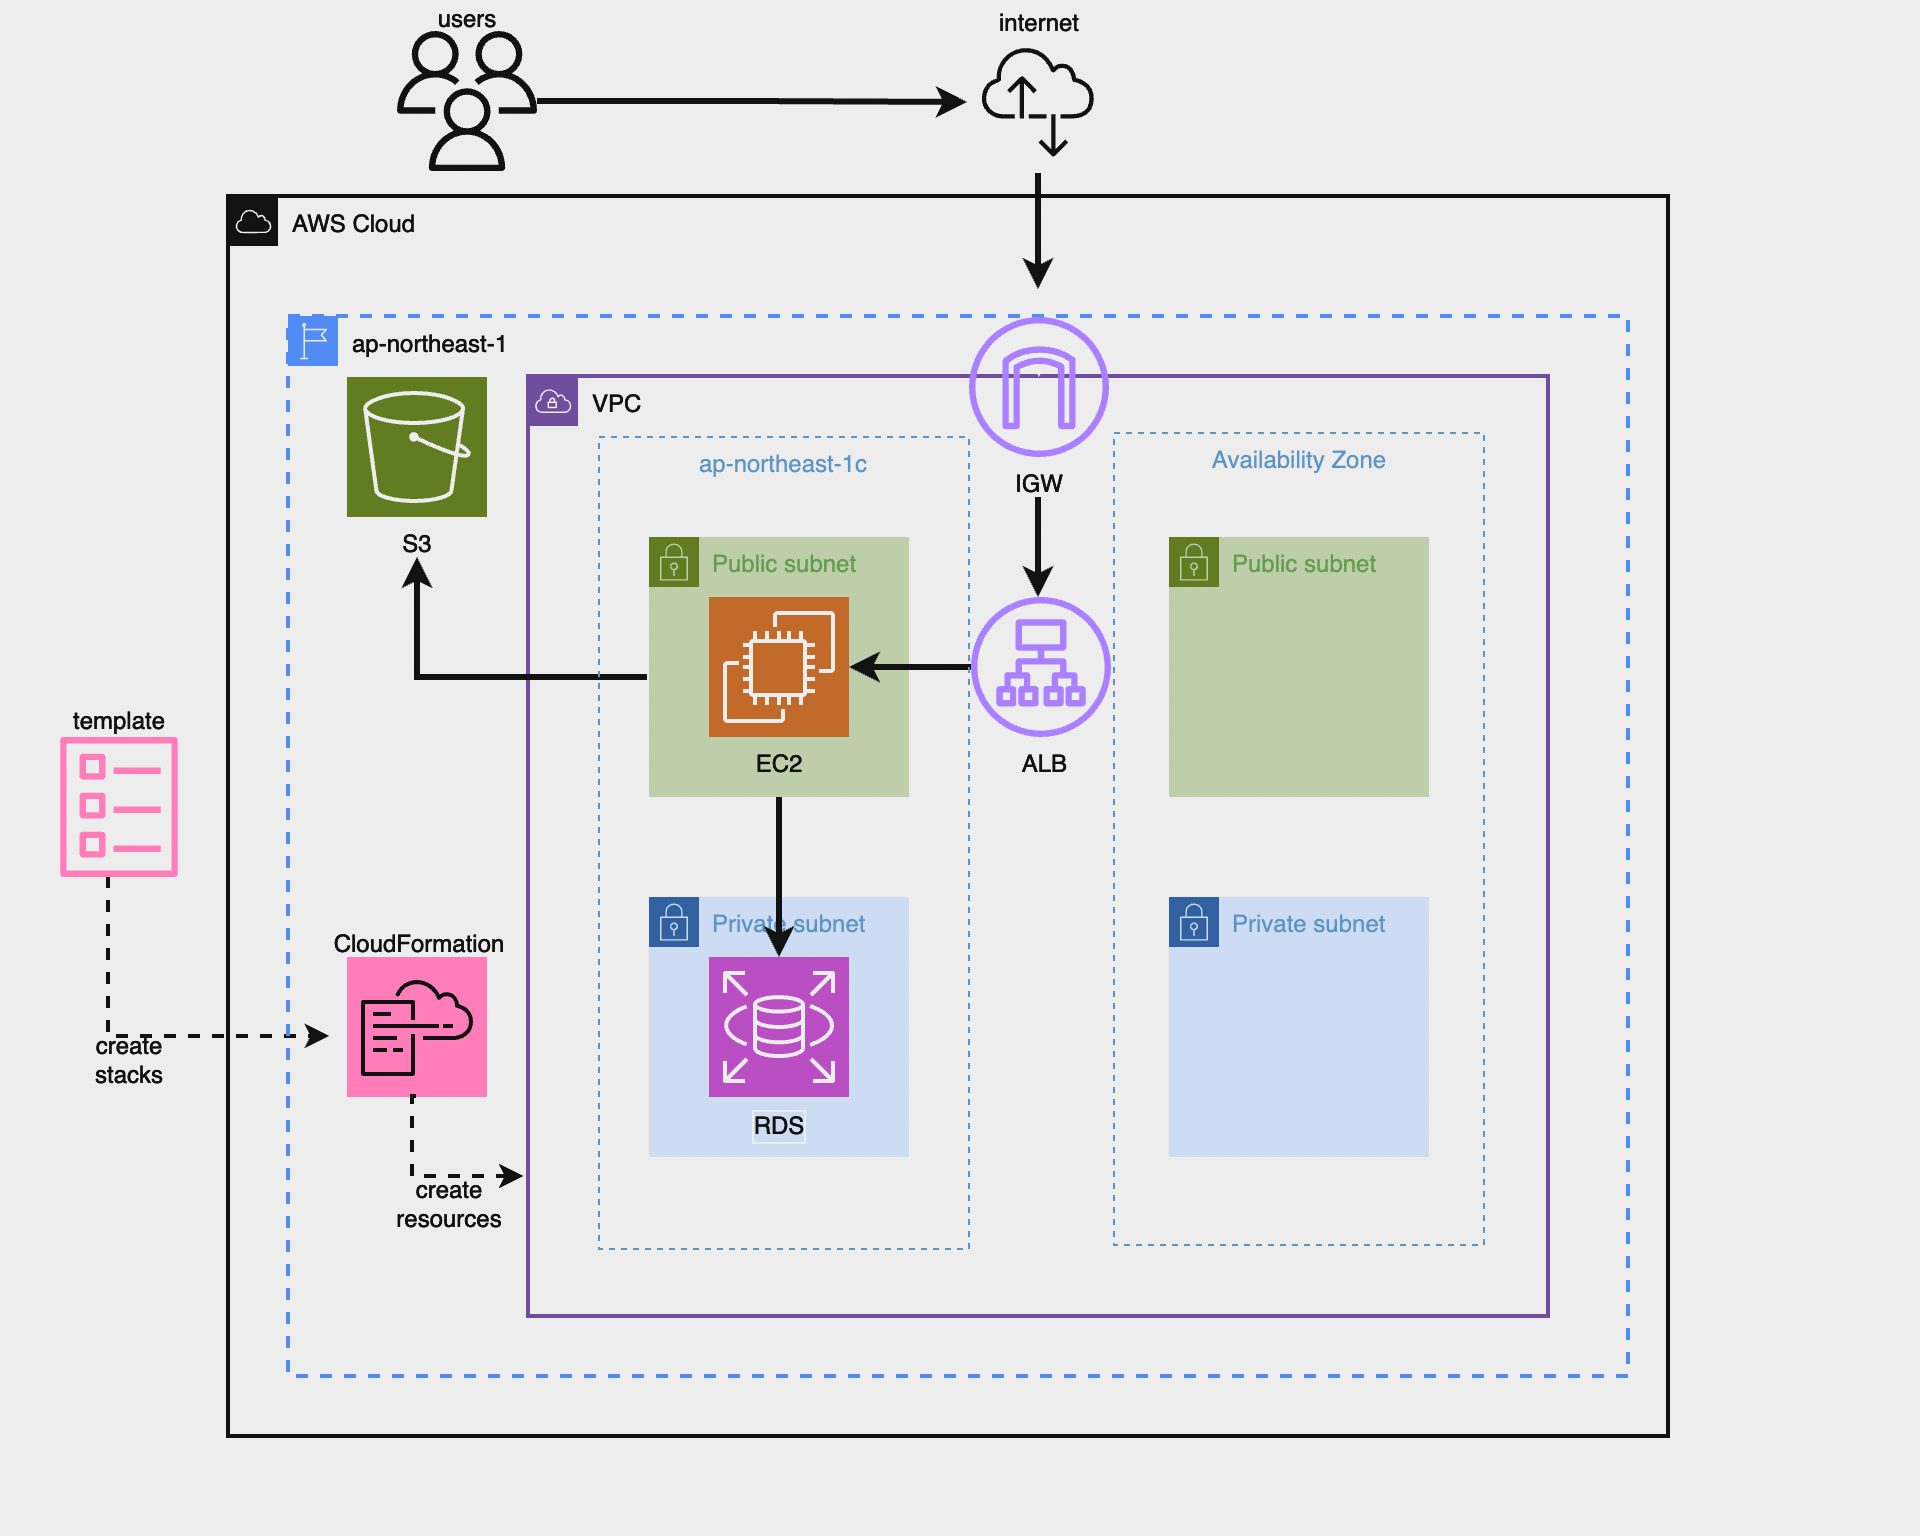 users
internet
AWS Cloud
ap-northeast-1
VPC
S3
ap-northeast-1c
IGW
Availability Zone
Public subnet
Public subnet
EC2
ALB
template
Private subnet
Private subnet
CloudFormation
create
stacks
RDS
create
resources